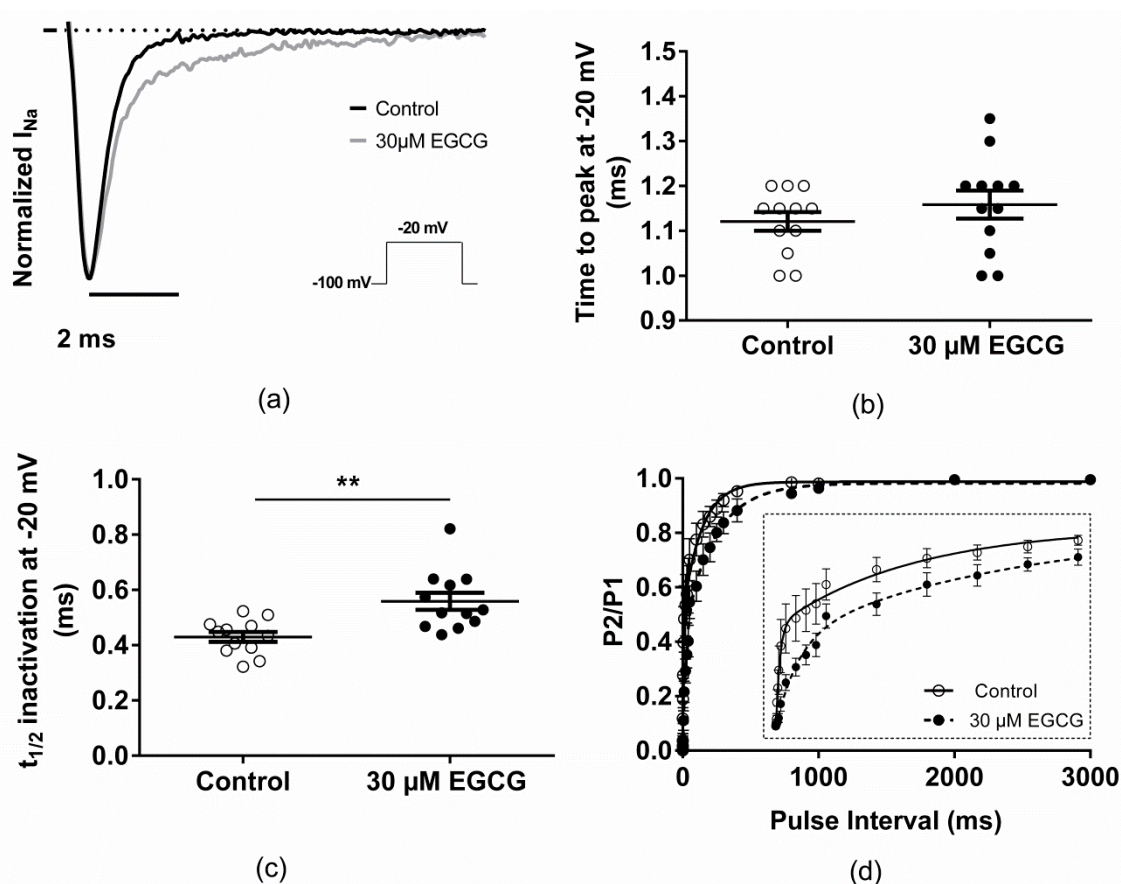 Normalized I_Na
Control
30µM EGCG
-20 mV
-100 mV
2 ms
(a)
Time to peak at -20 mV
(ms)
1.5
1.4
1.3
1.2
1.1
1.0
0.9
Control
30 µM EGCG
(b)
t_1/2 inactivation at -20 mV
(ms)
1.0
0.8
0.6
0.4
0.2
0.0
**
Control
30 µM EGCG
(c)
P2/P1
1.0
0.8
0.6
0.4
0.2
0.0
Control
30 µM EGCG
0
1000
2000
3000
Pulse Interval (ms)
(d)